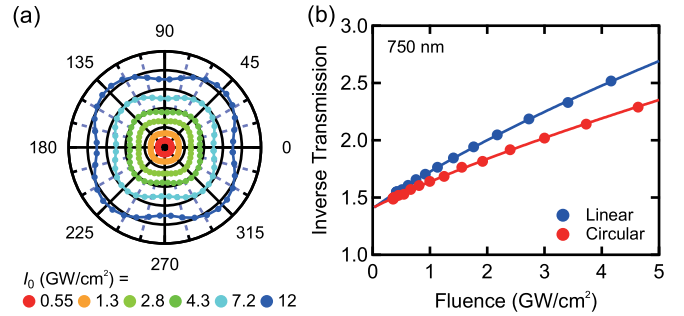 (a)
90
135
45
180
0
225
315
270
I0 (GW/cm²) =
0.55 1.3 2.8 4.3 7.2 12
(b)
750 nm
3.0
2.5
2.0
1.5
1.0
Inverse Transmission
Linear
Circular
0 1 2 3 4 5
Fluence (GW/cm²)